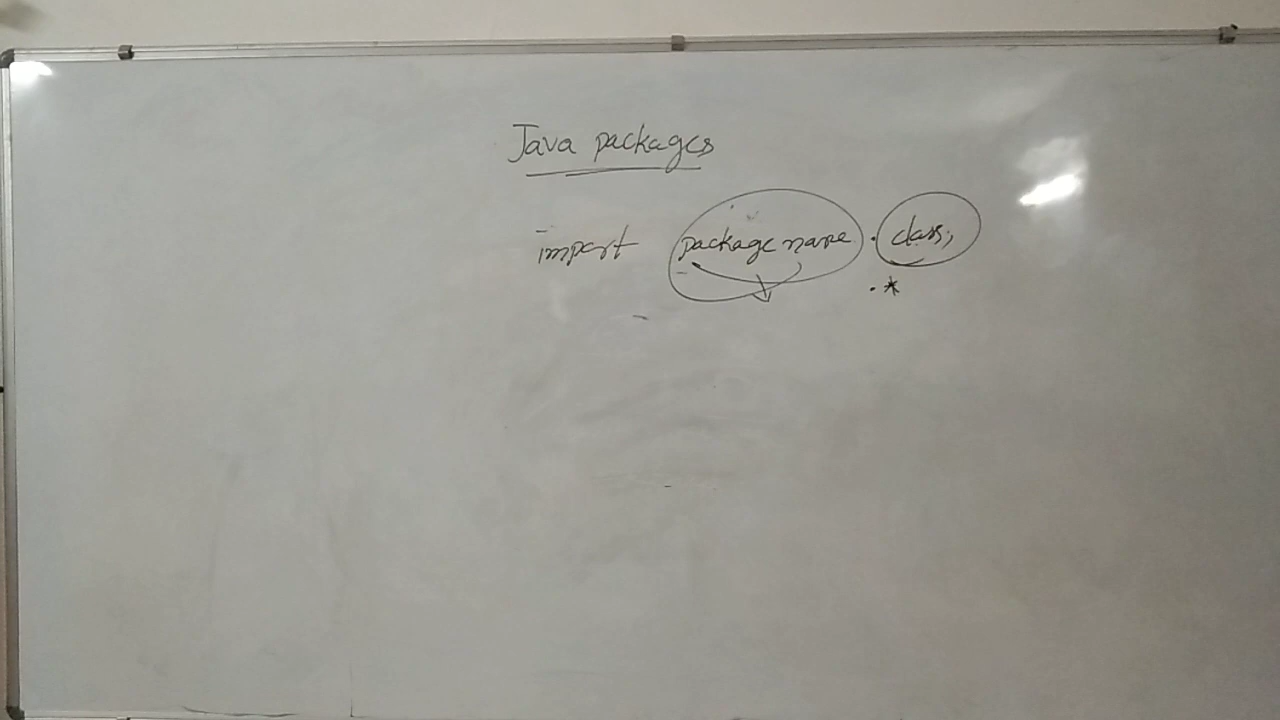 Java packages
import package name . class;
. *